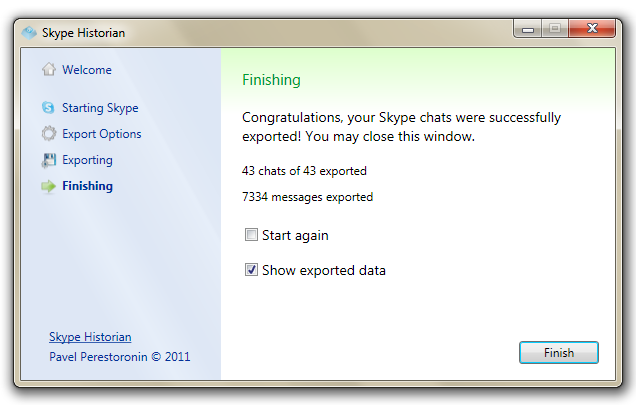 Skype Historian
Welcome
Starting Skype
Export Options
Exporting
Finishing
Skype Historian
Pavel Perestoronin © 2011
Finishing
Congratulations, your Skype chats were successfully
exported! You may close this window.
43 chats of 43 exported
7334 messages exported
Start again
Show exported data
Finish